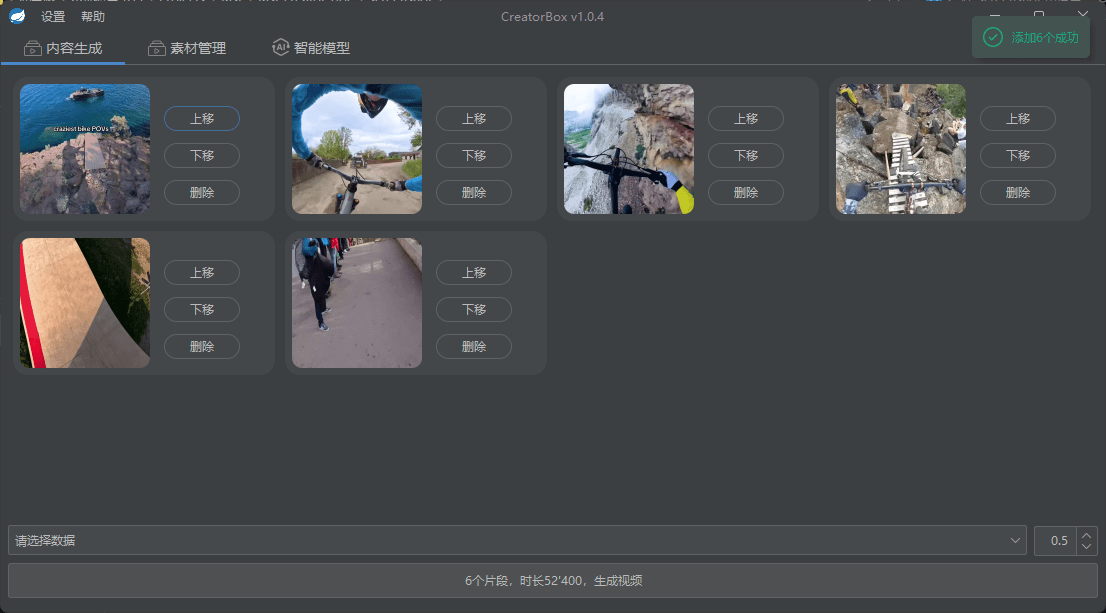 CreatorBox v1.0.4
设置 帮助
添加6个成功
内容生成 素材管理 AI 智能模型
craziest bike POVs
上移 上移 上移 上移
下移 下移 下移 下移
删除 删除 删除 删除
上移 上移
下移 下移
删除 删除
请选择数据 0.5
6个片段，时长52'400，生成视频